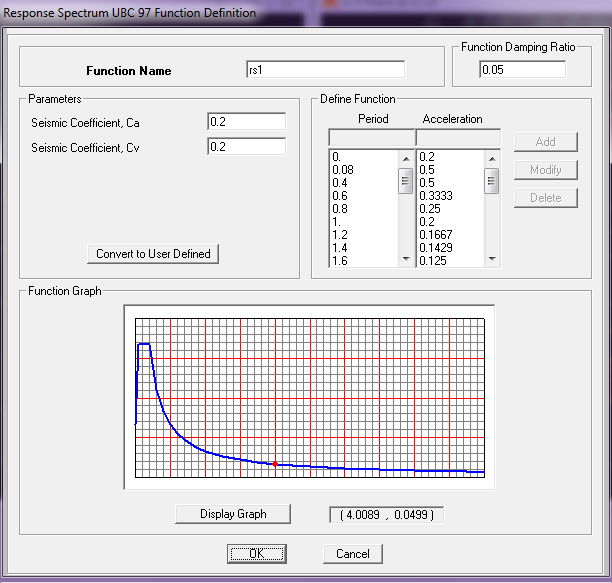 Response Spectrum UBC 97 Function Definition
Function Name
rs1
Function Damping Ratio
0.05
Parameters
Seismic Coefficient, Ca
0.2
Seismic Coefficient, Cv
0.2
Convert to User Defined
Define Function
Period Acceleration
0. 0.2
0.08 0.5
0.4 0.5
0.6 0.3333
0.8 0.25
1. 0.2
1.2 0.1667
1.4 0.1429
1.6 0.125
Add
Modify
Delete
Function Graph
Display Graph
( 4.0089 , 0.0499 )
OK
Cancel